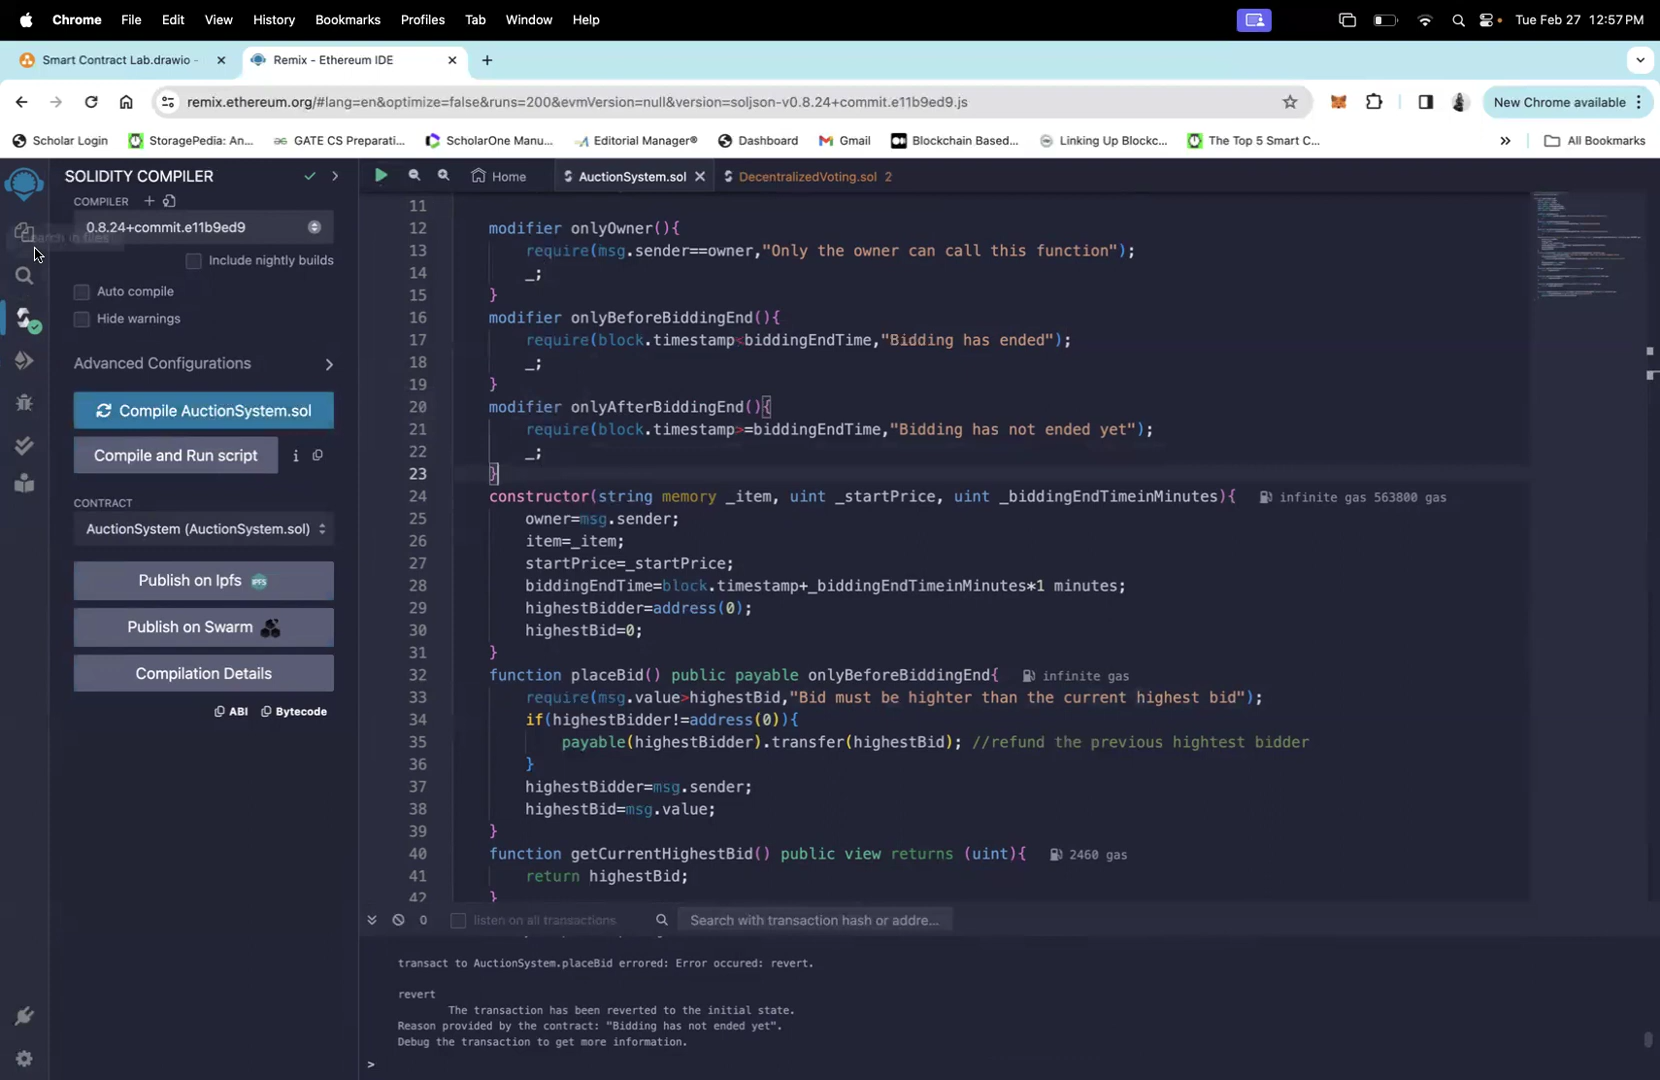 Chrome File Edit View History Bookmarks Profiles Tab Window Help Tue Feb 27 12:57 PM
Smart Contract Lab.drawio - Remix - Ethereum IDE
remix.ethereum.org/#lang=en&optimize=false&runs=200&evmVersion=null&version=soljson-v0.8.24+commit.e11b9ed9.js New Chrome available
Scholar Login StoragePedia: An... GATE CS Preparati... ScholarOne Manu... Editorial Manager® Dashboard Gmail Blockchain Based... Linking Up Blockc... The Top 5 Smart C... » All Bookmarks
SOLIDITY COMPILER
COMPILER +
0.8.24+commit.e11b9ed9
Include nightly builds
Auto compile
Hide warnings
Advanced Configurations
Compile AuctionSystem.sol
Compile and Run script i
CONTRACT
AuctionSystem (AuctionSystem.sol)
Publish on Ipfs IPFS
Publish on Swarm
Compilation Details
ABI Bytecode
Home AuctionSystem.sol DecentralizedVoting.sol 2
11
12 modifier onlyOwner(){
13 require(msg.sender==owner,"Only the owner can call this function");
14 _;
15 }
16 modifier onlyBeforeBiddingEnd(){
17 require(block.timestamp<biddingEndTime,"Bidding has ended");
18 _;
19 }
20 modifier onlyAfterBiddingEnd(){
21 require(block.timestamp>=biddingEndTime,"Bidding has not ended yet");
22 _;
23 }
24 constructor(string memory _item, uint _startPrice, uint _biddingEndTimeinMinutes){ infinite gas 563800 gas
25 owner=msg.sender;
26 item=_item;
27 startPrice=_startPrice;
28 biddingEndTime=block.timestamp+_biddingEndTimeinMinutes*1 minutes;
29 highestBidder=address(0);
30 highestBid=0;
31 }
32 function placeBid() public payable onlyBeforeBiddingEnd{ infinite gas
33 require(msg.value>highestBid,"Bid must be highter than the current highest bid");
34 if(highestBidder!=address(0)){
35 payable(highestBidder).transfer(highestBid); //refund the previous hightest bidder
36 }
37 highestBidder=msg.sender;
38 highestBid=msg.value;
39 }
40 function getCurrentHighestBid() public view returns (uint){ 2460 gas
41 return highestBid;
42 }
0 listen on all transactions Search with transaction hash or addre...
transact to AuctionSystem.placeBid errored: Error occured: revert.
revert
The transaction has been reverted to the initial state.
Reason provided by the contract: "Bidding has not ended yet".
Debug the transaction to get more information.
>